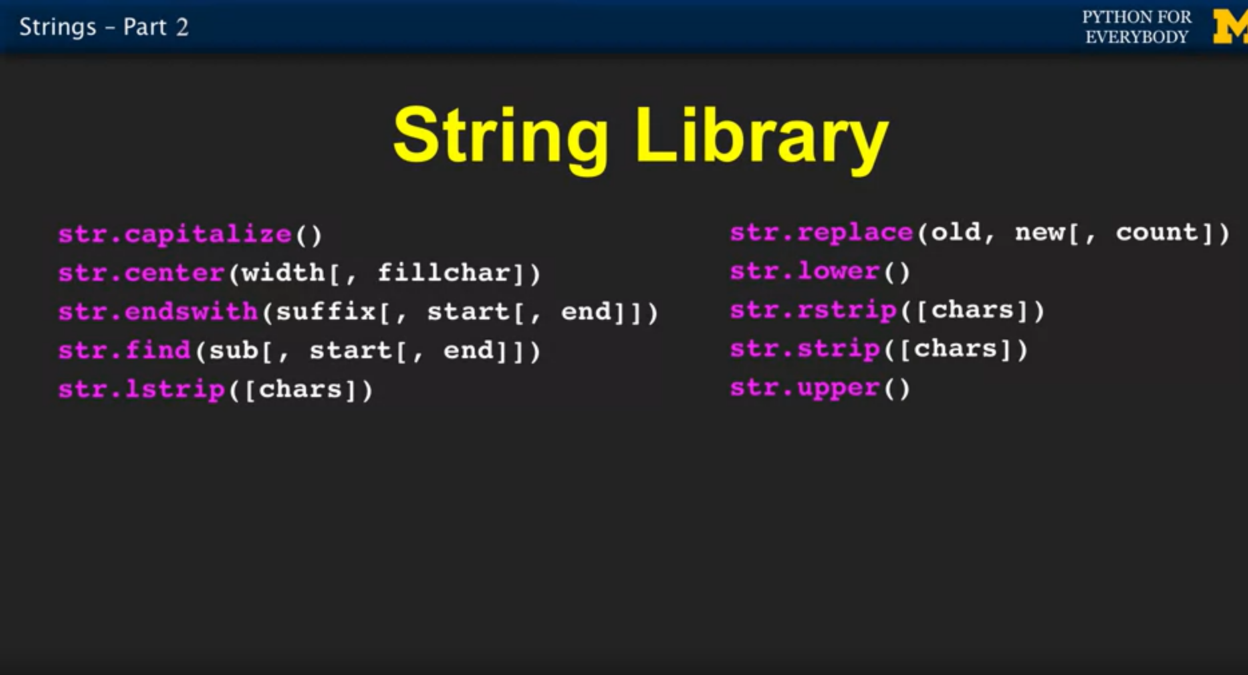 Strings – Part 2
PYTHON FOR
EVERYBODY
String Library
str.capitalize()
str.center(width[, fillchar])
str.endswith(suffix[, start[, end]])
str.find(sub[, start[, end]])
str.lstrip([chars])
str.replace(old, new[, count])
str.lower()
str.rstrip([chars])
str.strip([chars])
str.upper()